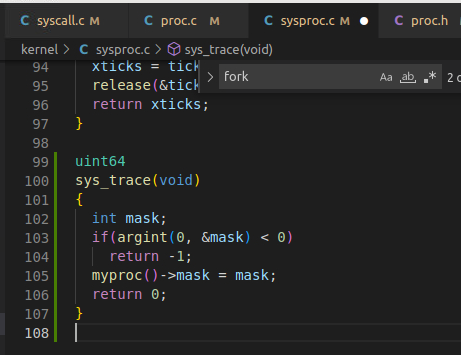 syscall.c M proc.c M sysproc.c M ● proc.h
kernel > C sysproc.c > sys_trace(void)
94 xticks = tick
> fork Aa ab .* 2 o
95 release(&tick
96 return xticks;
97 }
98
99 uint64
100 sys_trace(void)
101 {
102 int mask;
103 if(argint(0, &mask) < 0)
104 return -1;
105 myproc()->mask = mask;
106 return 0;
107 }
108